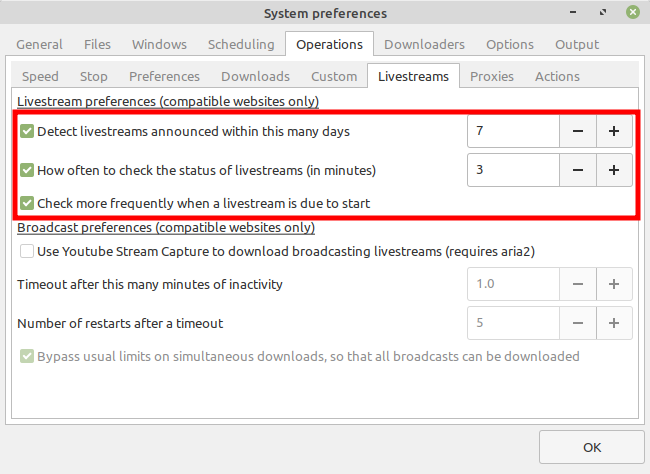 System preferences
General Files Windows Scheduling Operations Downloaders Options Output
Speed Stop Preferences Downloads Custom Livestreams Proxies Actions
Livestream preferences (compatible websites only)
Detect livestreams announced within this many days 7
How often to check the status of livestreams (in minutes) 3
Check more frequently when a livestream is due to start
Broadcast preferences (compatible websites only)
Use Youtube Stream Capture to download broadcasting livestreams (requires aria2)
Timeout after this many minutes of inactivity 1.0
Number of restarts after a timeout 5
Bypass usual limits on simultaneous downloads, so that all broadcasts can be downloaded
OK